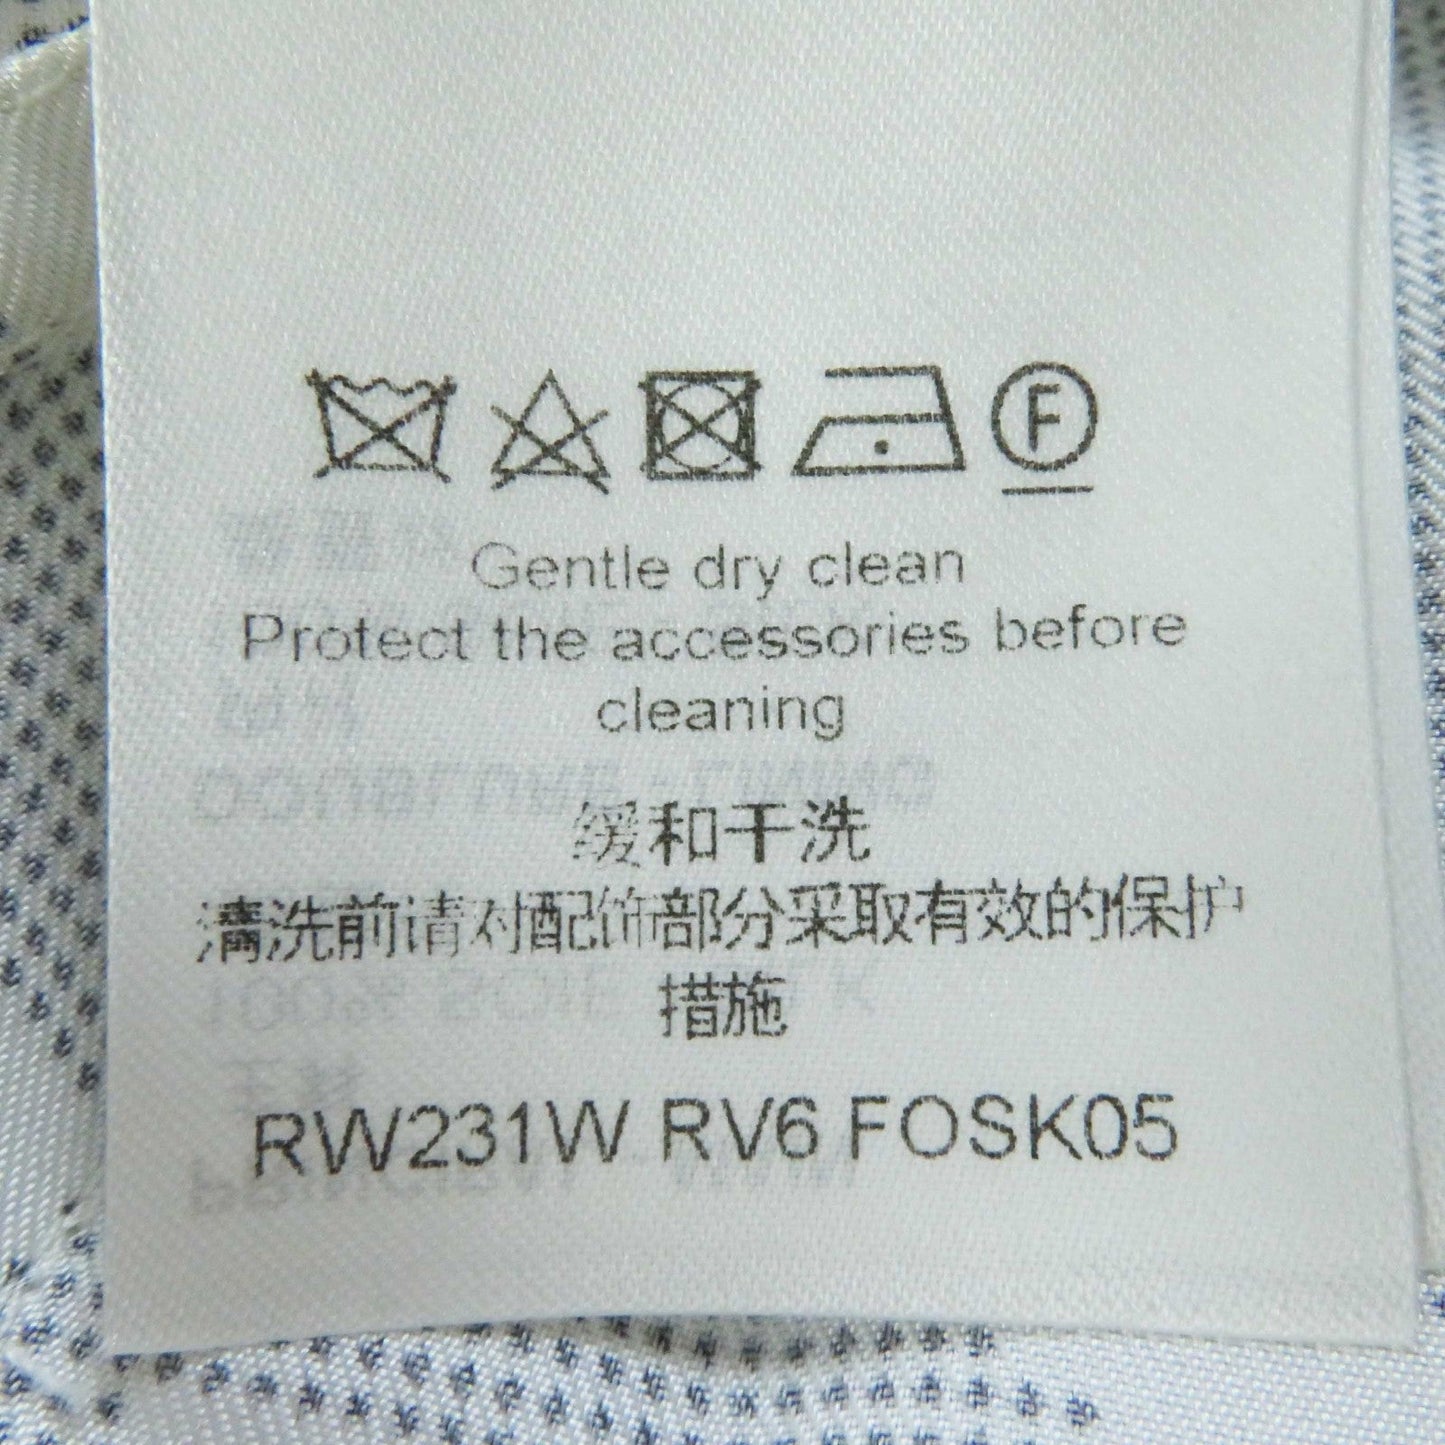 F
Gentle dry clean
Protect the accessories before
cleaning
缓和干洗
清洗前请对配饰部分采取有效的保护
措施
RW231W RV6 FOSK05